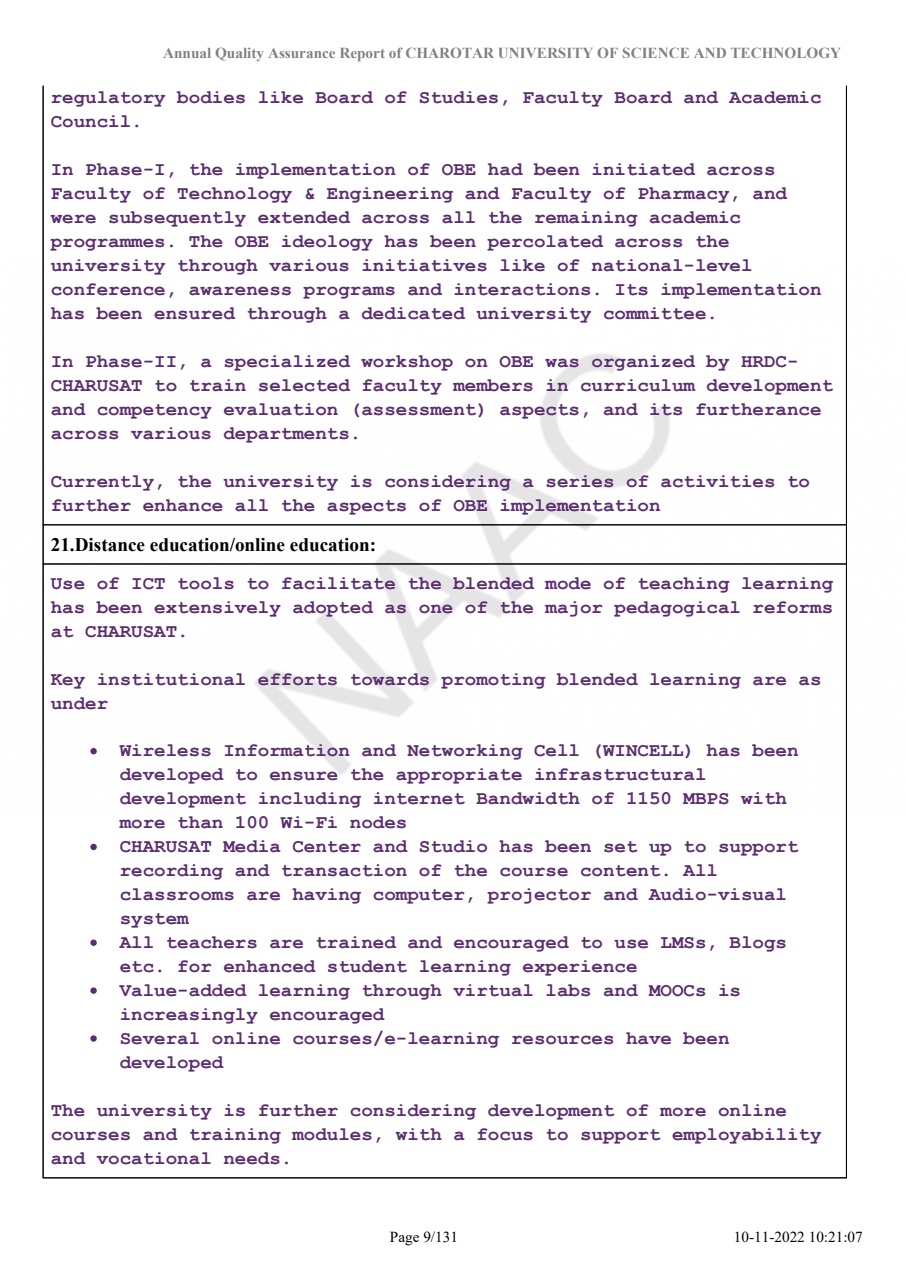 Annual Quality Assurance Report of CHAROTAR UNIVERSITY OF SCIENCE AND TECHNOLOGY
regulatory bodies like Board of Studies, Faculty Board and Academic
Council.
In Phase-I, the implementation of OBE had been initiated across
Faculty of Technology & Engineering and Faculty of Pharmacy, and
were subsequently extended across all the remaining academic
programmes. The OBE ideology has been percolated across the
university through various initiatives like of national-level
conference, awareness programs and interactions. Its implementation
has been ensured through a dedicated university committee.
In Phase-II, a specialized workshop on OBE was organized by HRDC-
CHARUSAT to train selected faculty members in curriculum development
and competency evaluation (assessment) aspects, and its furtherance
across various departments.
Currently, the university is considering a series of activities to
further enhance all the aspects of OBE implementation
21.Distance education/online education:
Use of ICT tools to facilitate the blended mode of teaching learning
has been extensively adopted as one of the major pedagogical reforms
at CHARUSAT.
Key institutional efforts towards promoting blended learning are as
under
• Wireless Information and Networking Cell (WINCELL) has been
developed to ensure the appropriate infrastructural
development including internet Bandwidth of 1150 MBPS with
more than 100 Wi-Fi nodes
• CHARUSAT Media Center and Studio has been set up to support
recording and transaction of the course content. All
classrooms are having computer, projector and Audio-visual
system
• All teachers are trained and encouraged to use LMSs, Blogs
etc. for enhanced student learning experience
• Value-added learning through virtual labs and MOOCs is
increasingly encouraged
• Several online courses/e-learning resources have been
developed
The university is further considering development of more online
courses and training modules, with a focus to support employability
and vocational needs.
NAAC
Page 9/131 10-11-2022 10:21:07